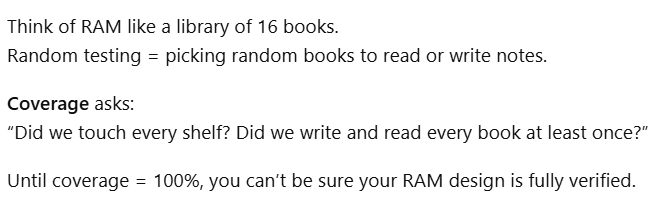 Think of RAM like a library of 16 books.
Random testing = picking random books to read or write notes.
Coverage asks:
“Did we touch every shelf? Did we write and read every book at least once?”
Until coverage = 100%, you can’t be sure your RAM design is fully verified.